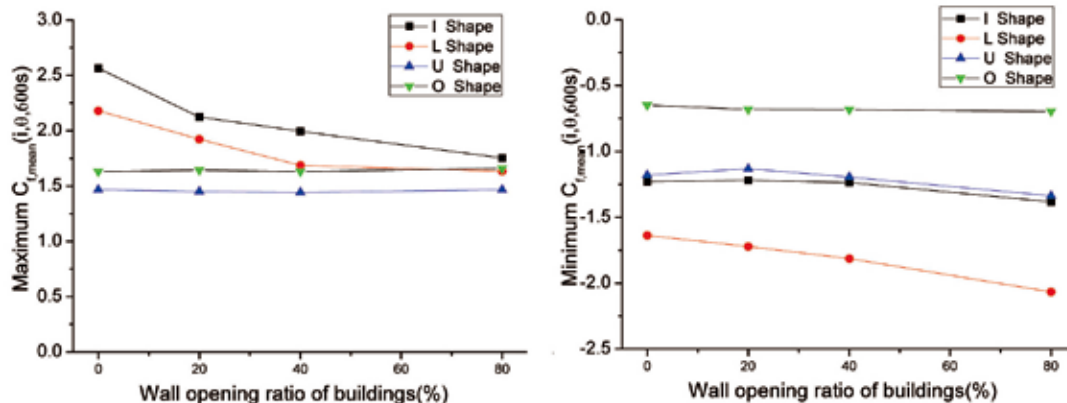 3.0
2.5
2.0
1.5
1.0
0.5
0.0
Maximum C_f,mean(i,θ,600s)
I Shape
L Shape
U Shape
O Shape
0 20 40 60 80
Wall opening ratio of buildings(%)
0.0
-0.5
-1.0
-1.5
-2.0
-2.5
Minimum C_f,mean(i,θ,600s)
I Shape
L Shape
U Shape
O Shape
0 20 40 60 80
Wall opening ratio of buildings(%)